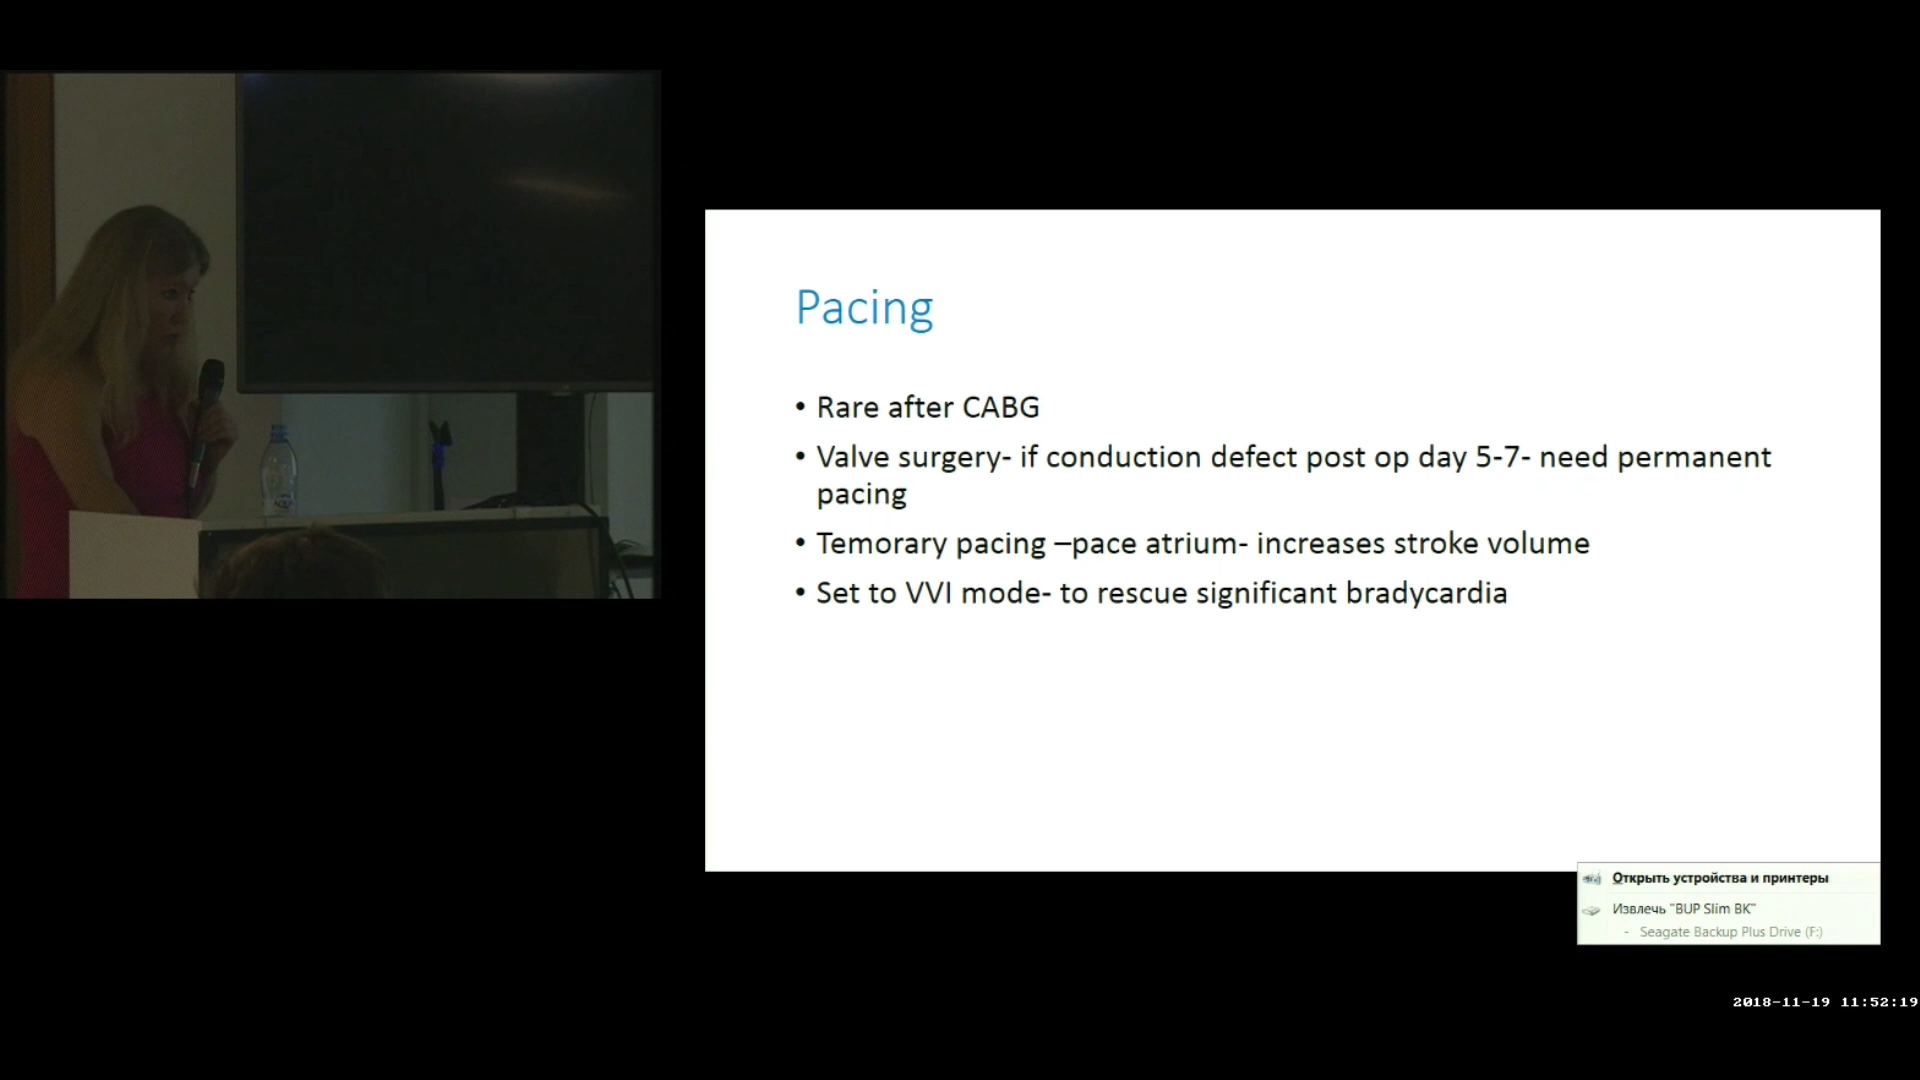 Pacing
• Rare after CABG
• Valve surgery- if conduction defect post op day 5-7- need permanent
pacing
• Temorary pacing –pace atrium- increases stroke volume
• Set to VVI mode- to rescue significant bradycardia
Открыть устройства и принтеры
Извлечь "BUP Slim BK"
- Seagate Backup Plus Drive (F:)
2018-11-19 11:52:19